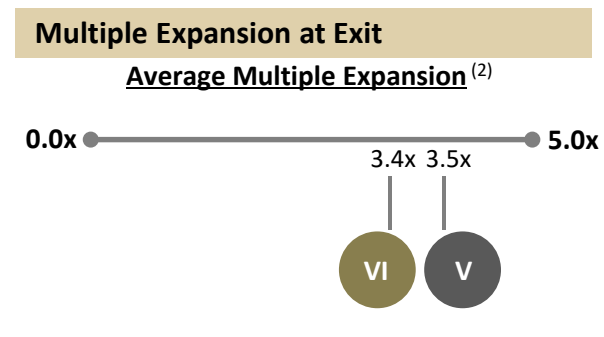 Multiple Expansion at Exit
Average Multiple Expansion (2)
0.0x 5.0x
3.4x 3.5x
VI V